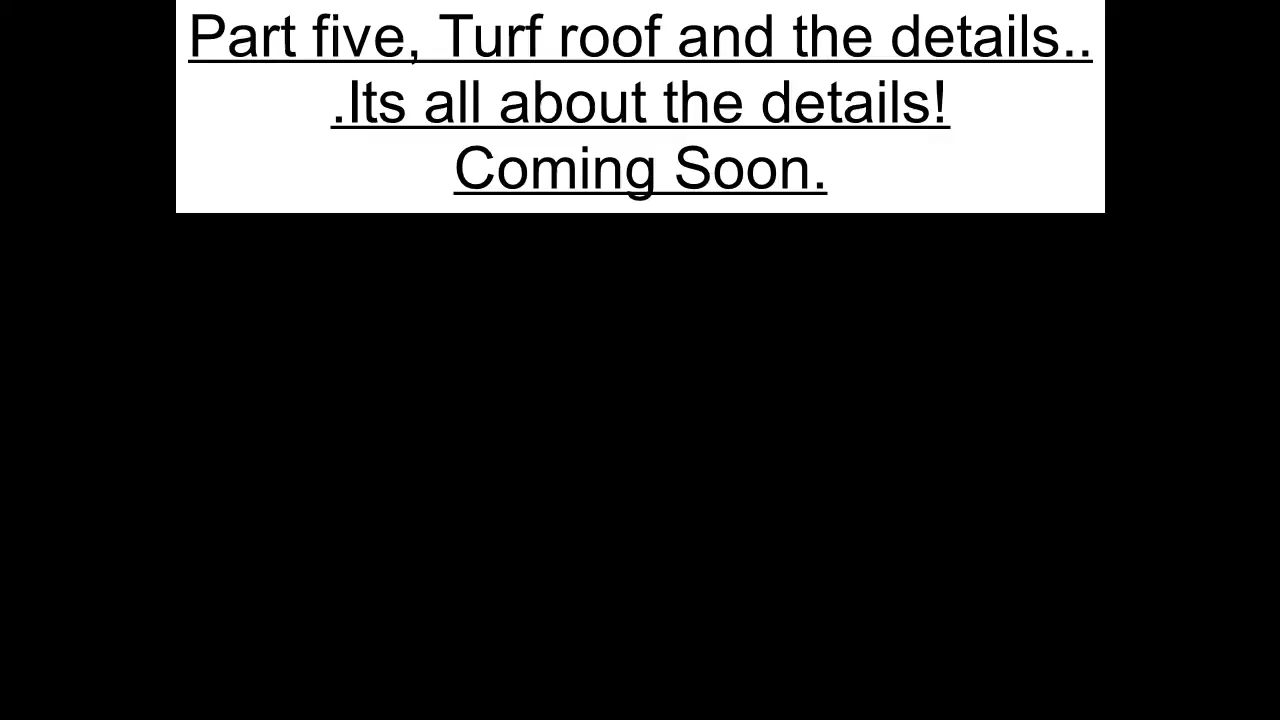 Part five, Turf roof and the details..
.Its all about the details!
Coming Soon.